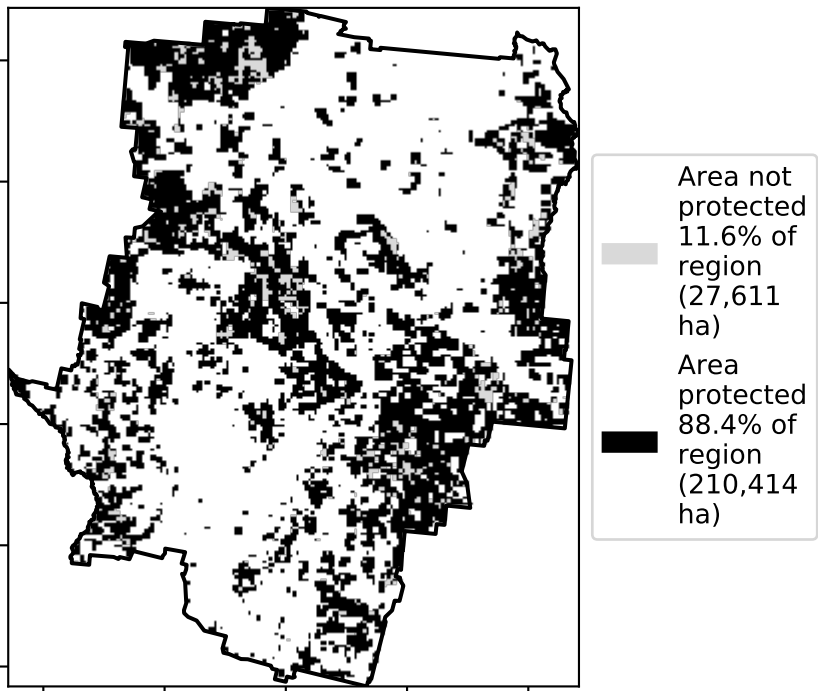 Area not
protected
11.6% of
region
(27,611
ha)
Area
protected
88.4% of
region
(210,414
ha)